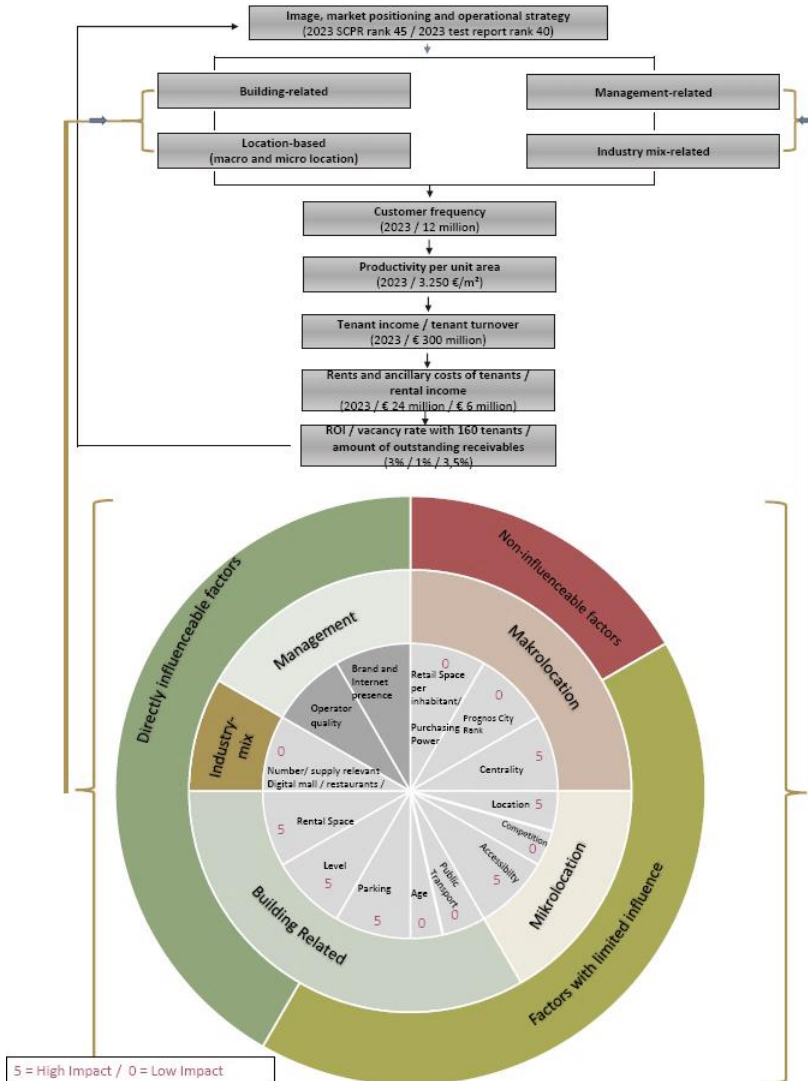 Image, market positioning and operational strategy
(2023 SCPR rank 45 / 2023 test report rank 40)
Building-related
Management-related
Location-based
(macro and micro location)
Industry mix-related
Customer frequency
(2023 / 12 million)
Productivity per unit area
(2023 / 3.250 €/m²)
Tenant income / tenant turnover
(2023 / € 300 million)
Rents and ancillary costs of tenants /
rental income
(2023 / € 24 million / € 6 million)
ROI / vacancy rate with 160 tenants /
amount of outstanding receivables
(3% / 1% / 3,5%)
Directly influenceable factors
Non-influenceable factors
Factors with limited influence
Management
Makrolocation
Industry-
mix
Building Related
Mikrolocation
Brand and
Internet
presence
Operator
quality
0
Retail Space
per
inhabitant/
Purchasing
Power
0
Prognos City
Rank
5
Centrality
Location 5
Competition
0
Accessibilty
5
Public
Transport
0
Age
0
Parking
5
Level
5
Rental Space
5
0
Number/ supply relevant
Digital mall / restaurants /
5 = High Impact / 0 = Low Impact